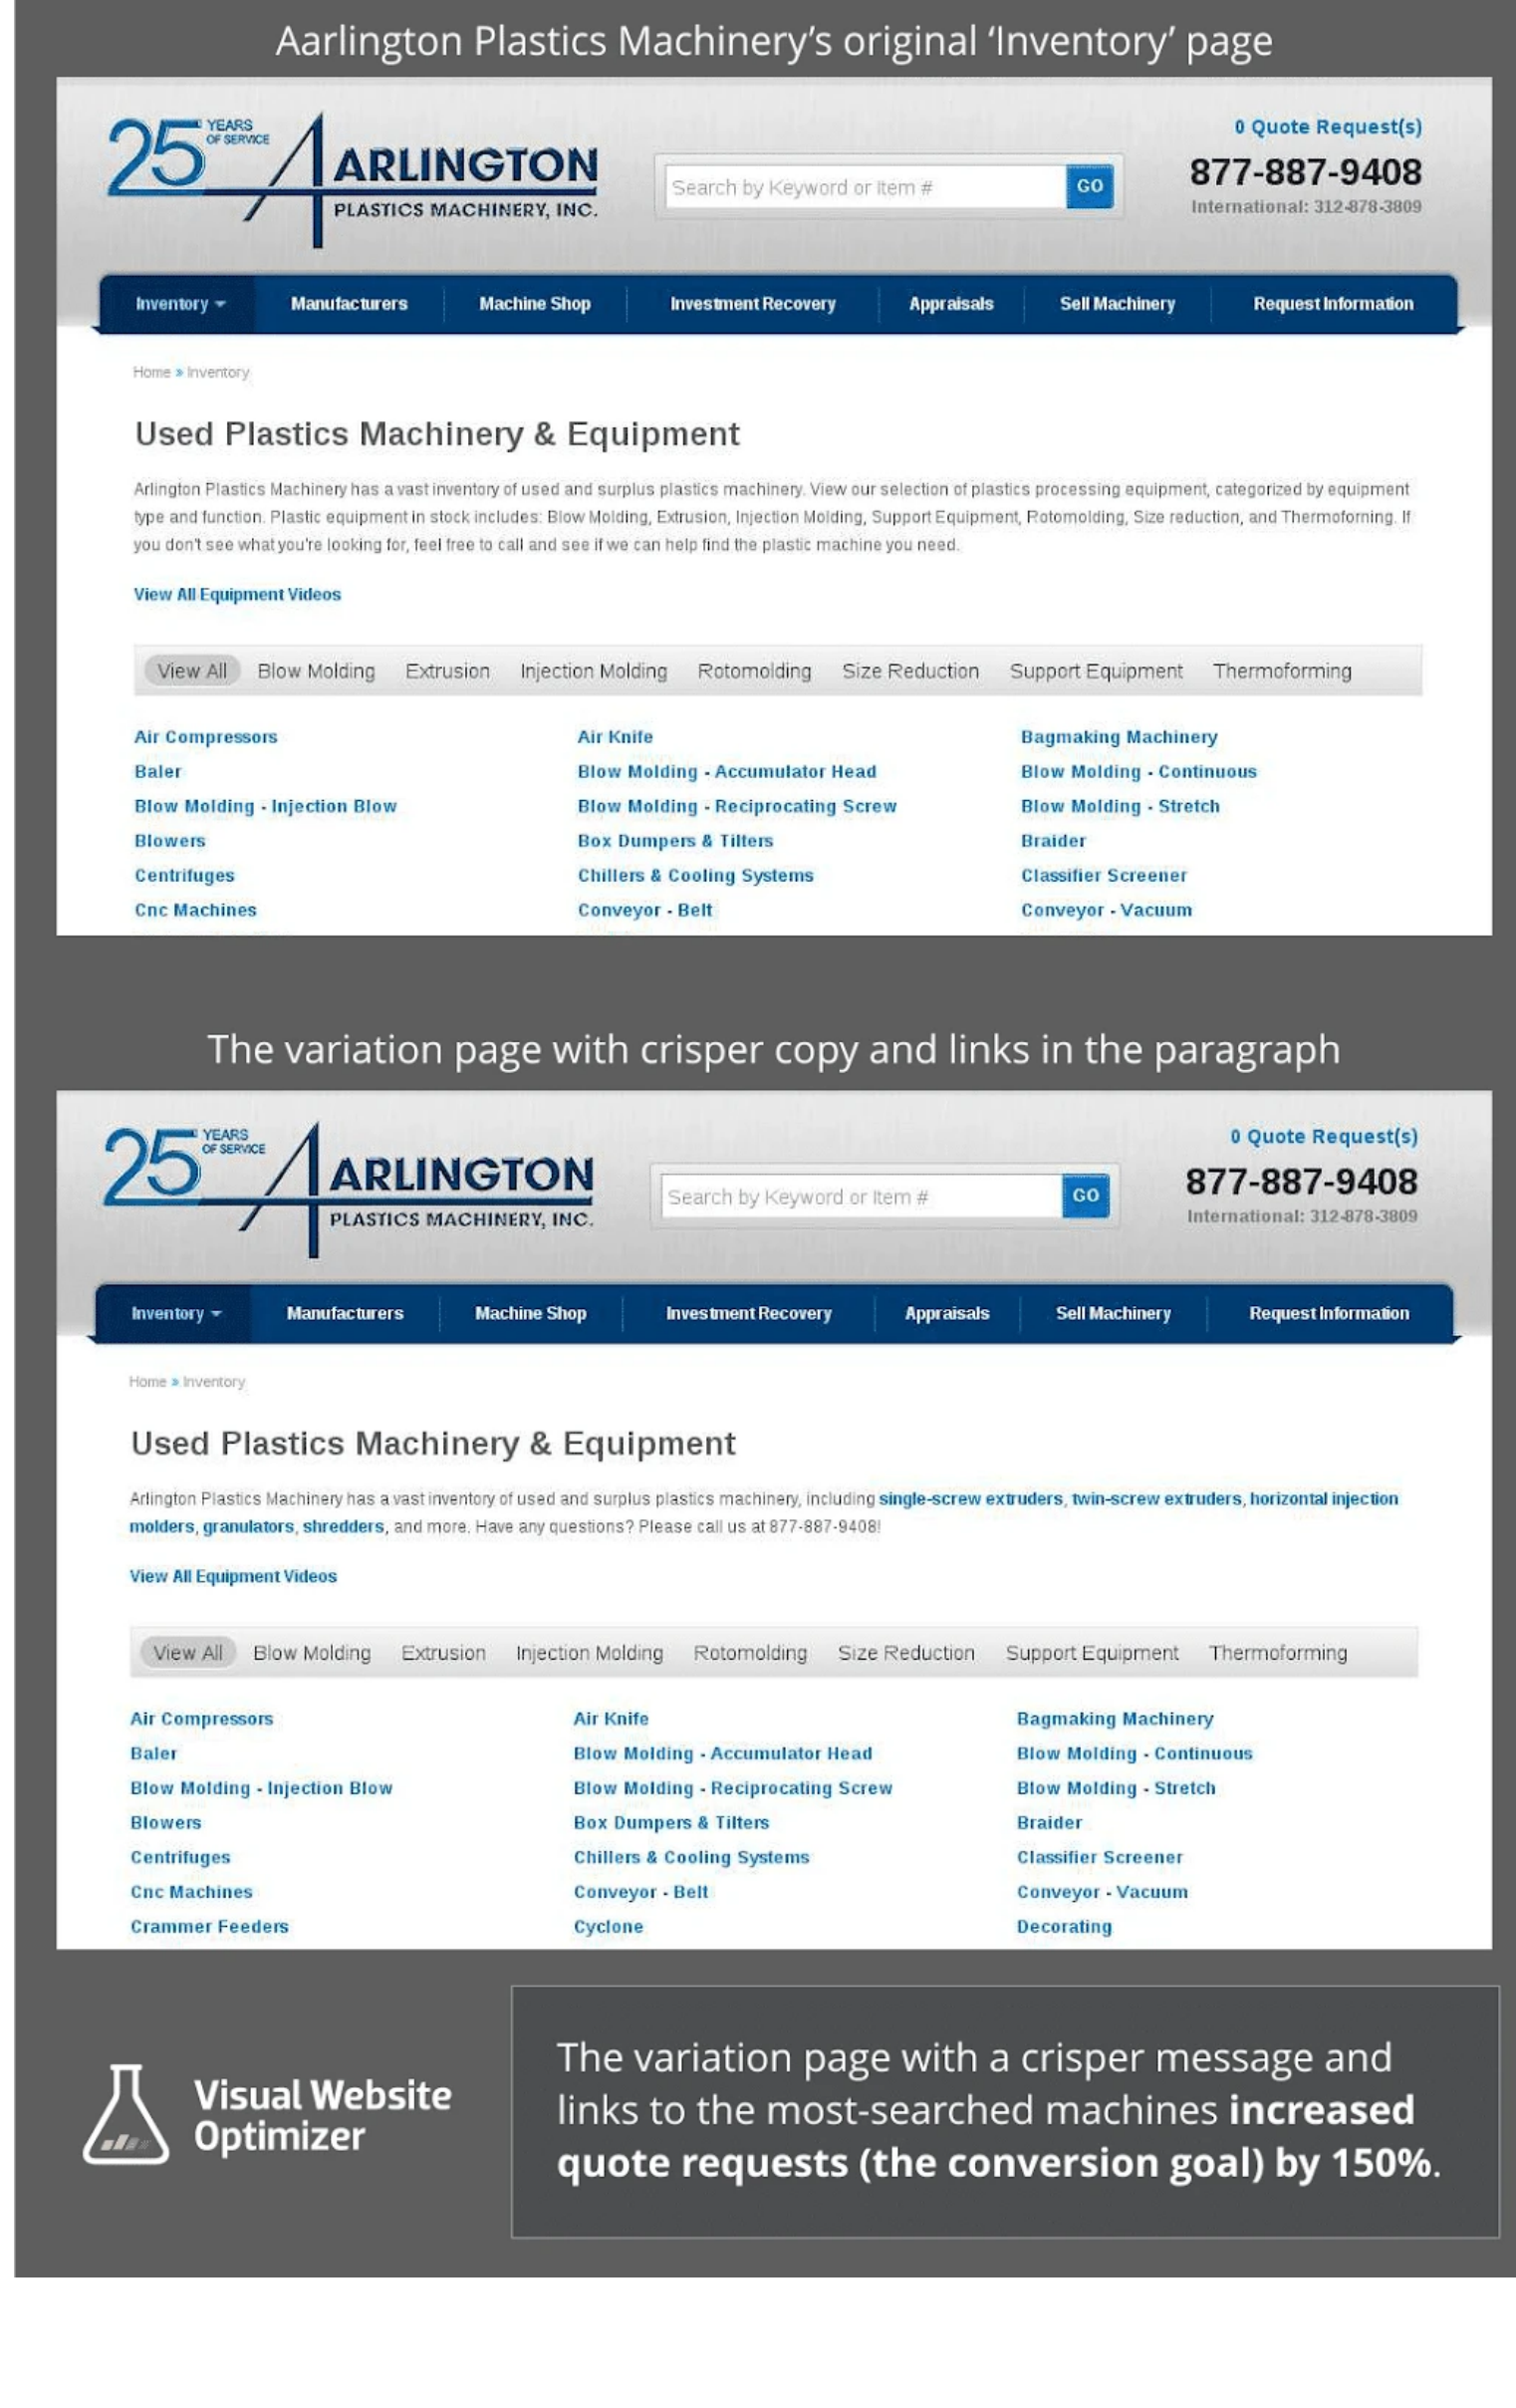 Aarlington Plastics Machinery's original ‘Inventory’ page
25 YEARS OF SERVICE
ARLINGTON
PLASTICS MACHINERY, INC.
Search by Keyword or Item #
GO
0 Quote Request(s)
877-887-9408
International: 312-878-3809
Inventory Manufacturers Machine Shop Investment Recovery Appraisals Sell Machinery Request Information
Home » Inventory
Used Plastics Machinery & Equipment
Arlington Plastics Machinery has a vast inventory of used and surplus plastics machinery. View our selection of plastics processing equipment, categorized by equipment
type and function. Plastic equipment in stock includes: Blow Molding, Extrusion, Injection Molding, Support Equipment, Rotomolding, Size reduction, and Thermoforning. If
you don't see what you're looking for, feel free to call and see if we can help find the plastic machine you need.
View All Equipment Videos
View All Blow Molding Extrusion Injection Molding Rotomolding Size Reduction Support Equipment Thermoforming
Air Compressors Air Knife Bagmaking Machinery
Baler Blow Molding - Accumulator Head Blow Molding - Continuous
Blow Molding - Injection Blow Blow Molding - Reciprocating Screw Blow Molding - Stretch
Blowers Box Dumpers & Tilters Braider
Centrifuges Chillers & Cooling Systems Classifier Screener
Cnc Machines Conveyor - Belt Conveyor - Vacuum
The variation page with crisper copy and links in the paragraph
25 YEARS OF SERVICE
ARLINGTON
PLASTICS MACHINERY, INC.
Search by Keyword or Item #
GO
0 Quote Request(s)
877-887-9408
International: 312-878-3809
Inventory Manufacturers Machine Shop Investment Recovery Appraisals Sell Machinery Request Information
Home » Inventory
Used Plastics Machinery & Equipment
Arlington Plastics Machinery has a vast inventory of used and surplus plastics machinery, including single-screw extruders, twin-screw extruders, horizontal injection
molders, granulators, shredders, and more. Have any questions? Please call us at 877-887-9408!
View All Equipment Videos
View All Blow Molding Extrusion Injection Molding Rotomolding Size Reduction Support Equipment Thermoforming
Air Compressors Air Knife Bagmaking Machinery
Baler Blow Molding - Accumulator Head Blow Molding - Continuous
Blow Molding - Injection Blow Blow Molding - Reciprocating Screw Blow Molding - Stretch
Blowers Box Dumpers & Tilters Braider
Centrifuges Chillers & Cooling Systems Classifier Screener
Cnc Machines Conveyor - Belt Conveyor - Vacuum
Crammer Feeders Cyclone Decorating
Visual Website
Optimizer
The variation page with a crisper message and
links to the most-searched machines increased
quote requests (the conversion goal) by 150%.